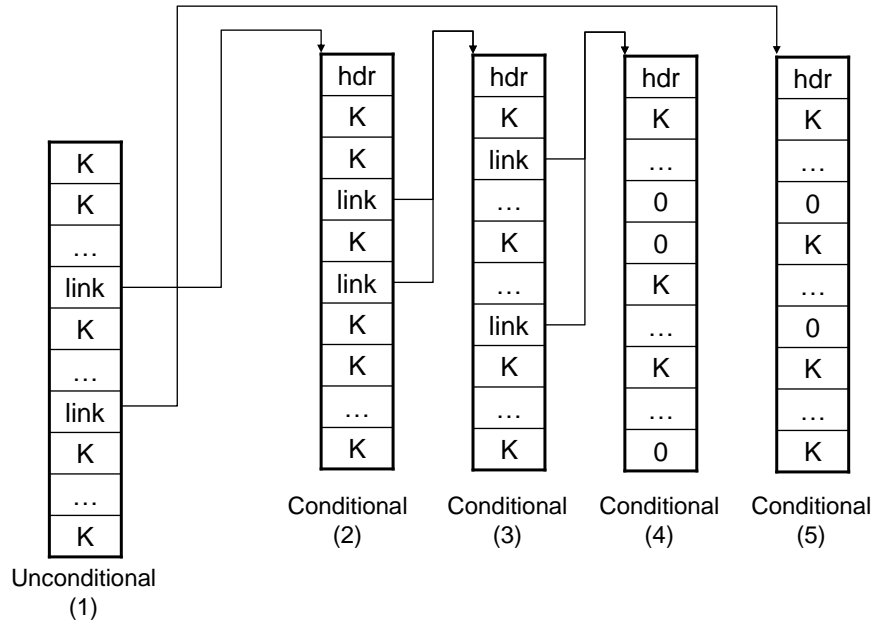 K
K
…
link
K
…
link
K
…
K
Unconditional
(1)
hdr
K
K
link
K
link
K
K
…
K
Conditional
(2)
hdr
K
link
…
K
…
link
K
…
K
Conditional
(3)
hdr
K
…
0
0
K
…
K
…
0
Conditional
(4)
hdr
K
…
0
K
…
0
K
…
K
Conditional
(5)